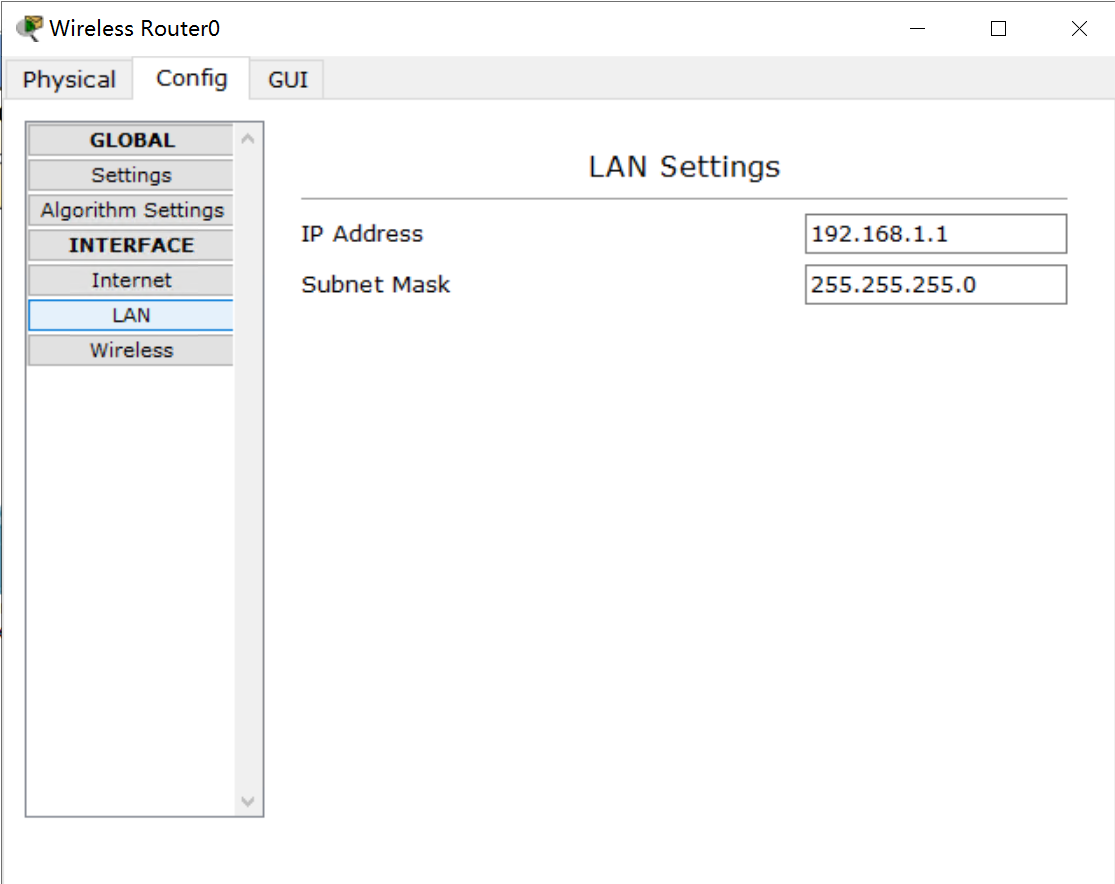 Wireless Router0
Physical Config GUI
GLOBAL
Settings
Algorithm Settings
INTERFACE
Internet
LAN
Wireless
LAN Settings
IP Address 192.168.1.1
Subnet Mask 255.255.255.0